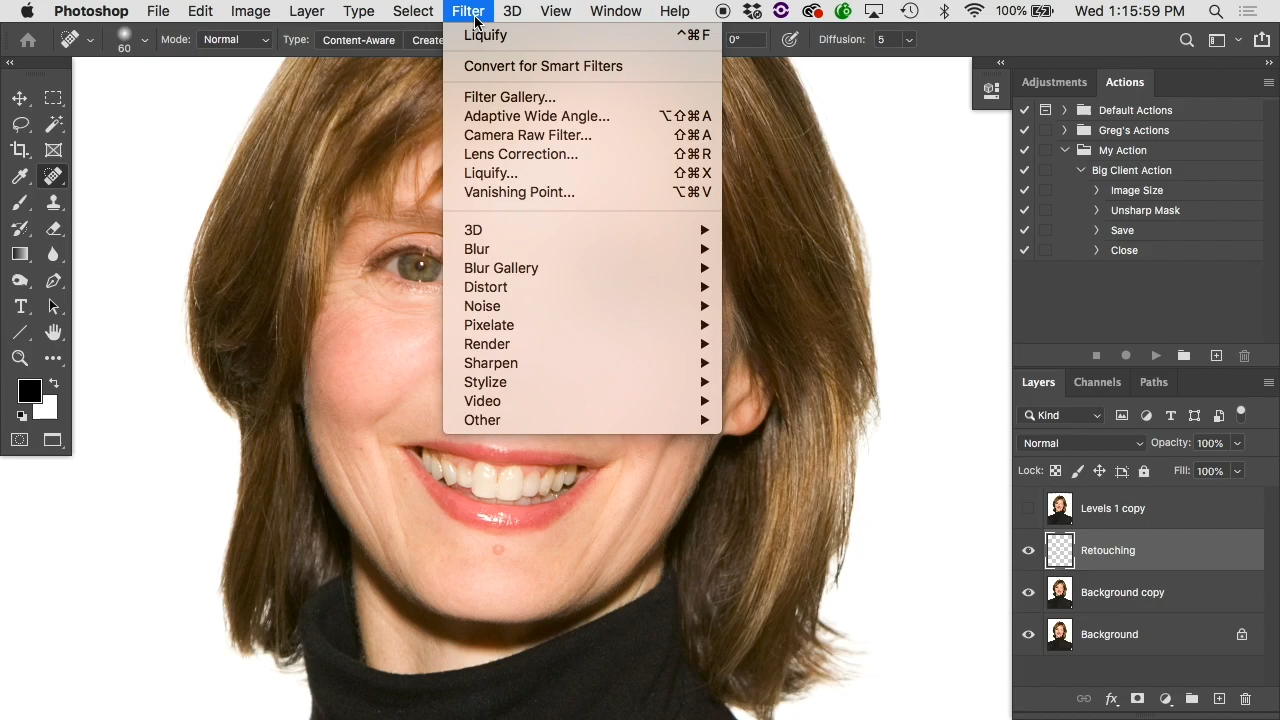 Photoshop File Edit Image Layer Type Select Filter 3D View Window Help 100% Wed 1:15:59 PM
60 Mode: Normal Type: Content-Aware Create 0° Diffusion: 5
Liquify ^⌘F
Convert for Smart Filters
Filter Gallery...
Adaptive Wide Angle... ⌥⇧⌘A
Camera Raw Filter... ⇧⌘A
Lens Correction... ⇧⌘R
Liquify... ⇧⌘X
Vanishing Point... ⌥⌘V
3D
Blur
Blur Gallery
Distort
Noise
Pixelate
Render
Sharpen
Stylize
Video
Other
Adjustments Actions
Default Actions
Greg's Actions
My Action
Big Client Action
Image Size
Unsharp Mask
Save
Close
Layers Channels Paths
Kind
Normal Opacity: 100%
Lock: Fill: 100%
Levels 1 copy
Retouching
Background copy
Background
fx